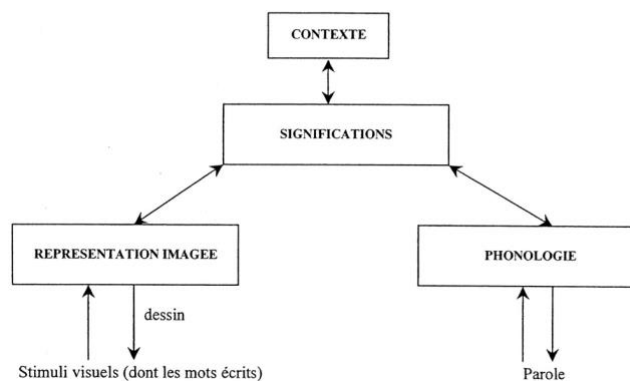 CONTEXTE
SIGNIFICATIONS
REPRESENTATION IMAGEE
PHONOLOGIE
dessin
Stimuli visuels (dont les mots écrits)
Parole